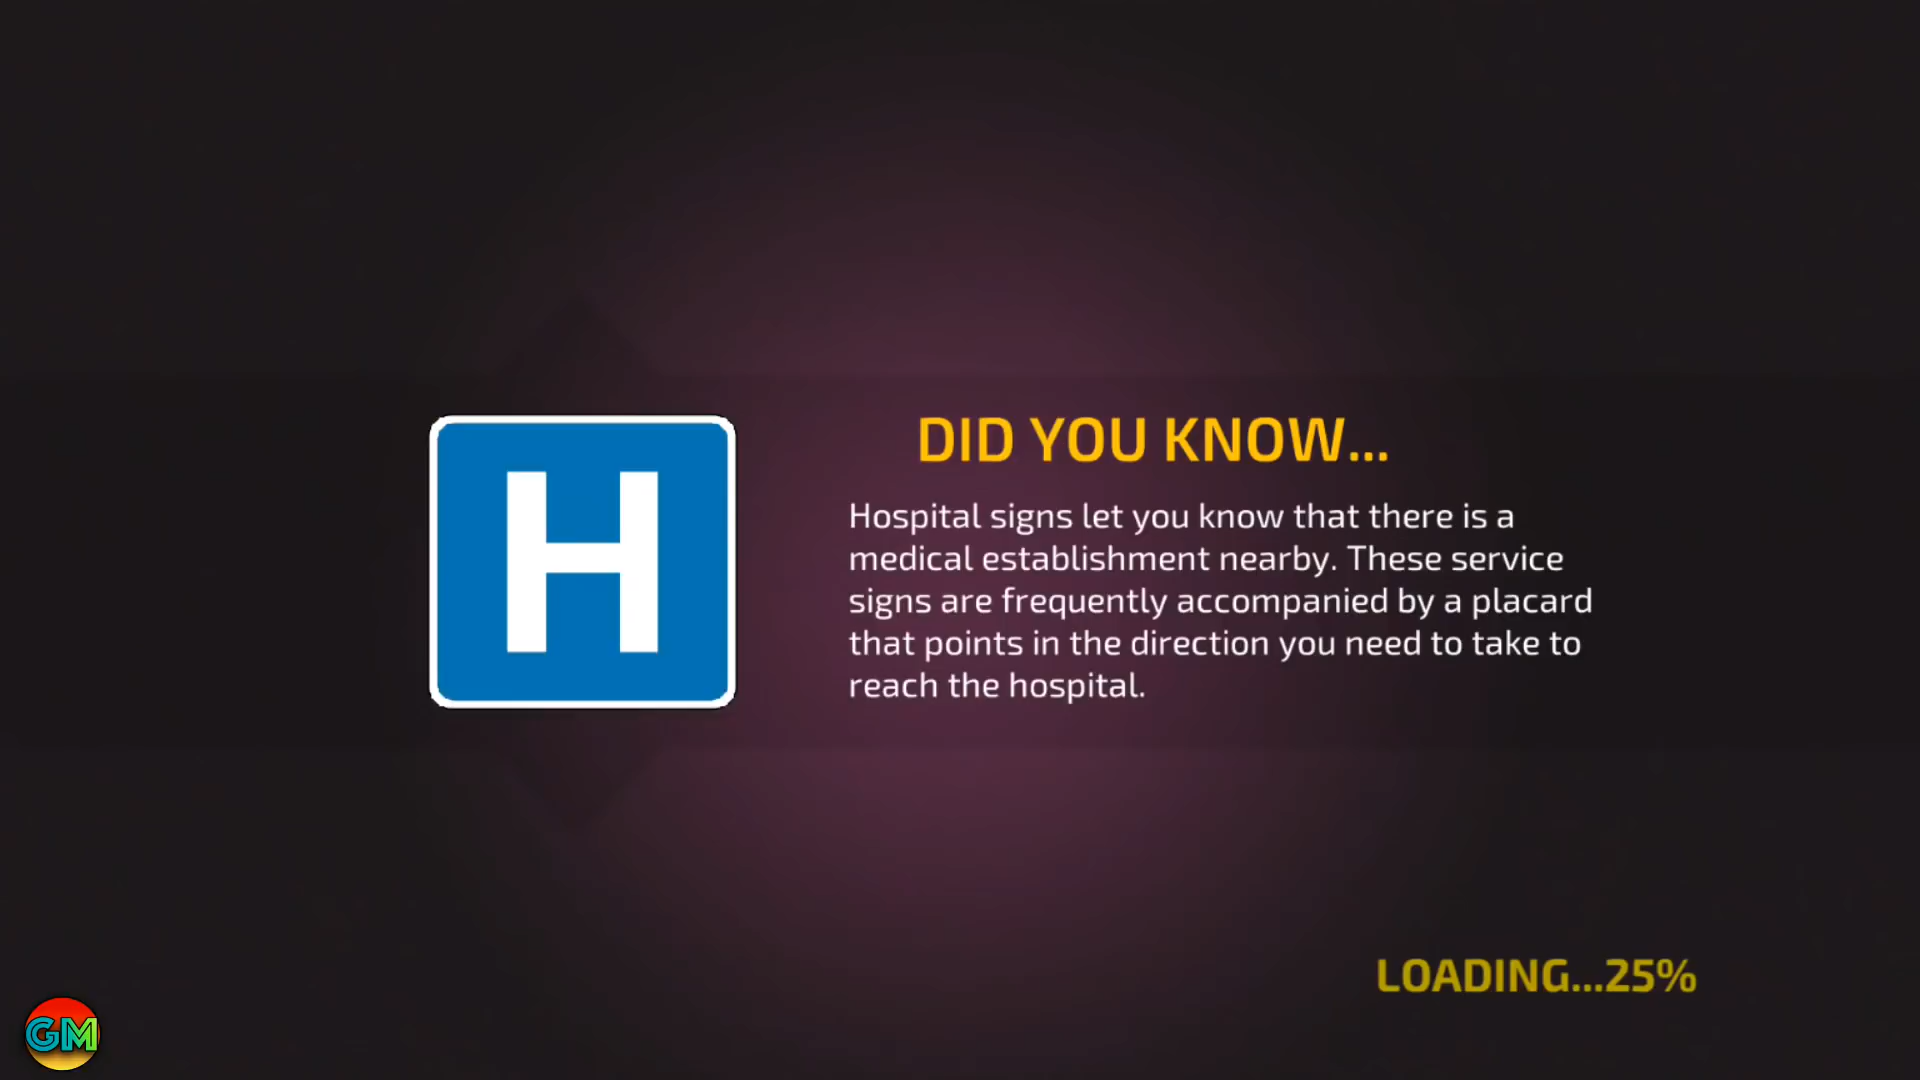 H
DID YOU KNOW...
Hospital signs let you know that there is a
medical establishment nearby. These service
signs are frequently accompanied by a placard
that points in the direction you need to take to
reach the hospital.
LOADING...25%
GM